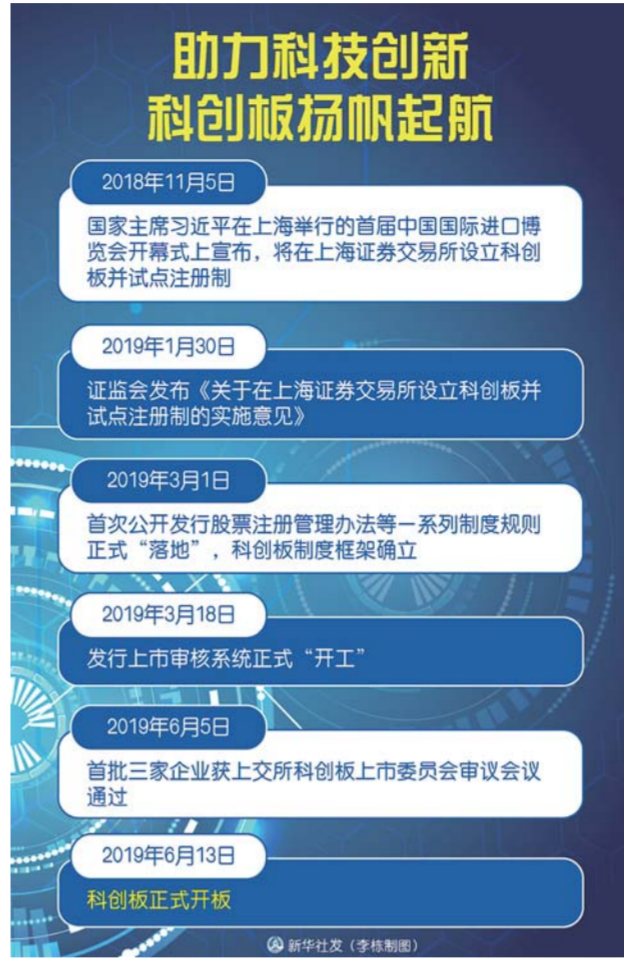 助力科技创新
科创板扬帆起航
2018年11月5日
国家主席习近平在上海举行的首届中国国际进口博
览会开幕式上宣布，将在上海证券交易所设立科创
板并试点注册制
2019年1月30日
证监会发布《关于在上海证券交易所设立科创板并
试点注册制的实施意见》
2019年3月1日
首次公开发行股票注册管理办法等一系列制度规则
正式“落地”，科创板制度框架确立
2019年3月18日
发行上市审核系统正式“开工”
2019年6月5日
首批三家企业获上交所科创板上市委员会审议会议
通过
2019年6月13日
科创板正式开板
新华社发（李栋制图）